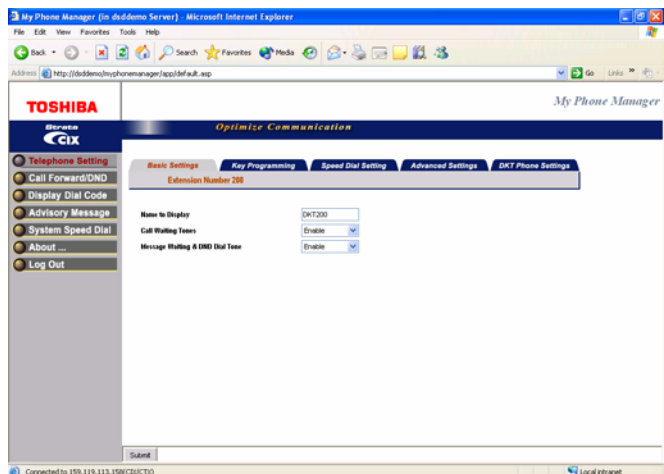 My Phone Manager (in dsddemo Server) - Microsoft Internet Explorer
File Edit View Favorites Tools Help
Back Search Favorites Media
Address http://dsddemo/myphonemanager/app/default.asp Go Links
TOSHIBA
My Phone Manager
Strata
CIX
Optimize Communication
Telephone Setting
Call Forward/DND
Display Dial Code
Advisory Message
System Speed Dial
About ...
Log Out
Basic Settings Key Programming Speed Dial Setting Advanced Settings DKT Phone Settings
Extension Number 200
Name to Display DKT200
Call Waiting Tones Enable
Message Waiting & DND Dial Tone Enable
Submit
Connected to 159.119.113.158(CIX/CTX) Local intranet